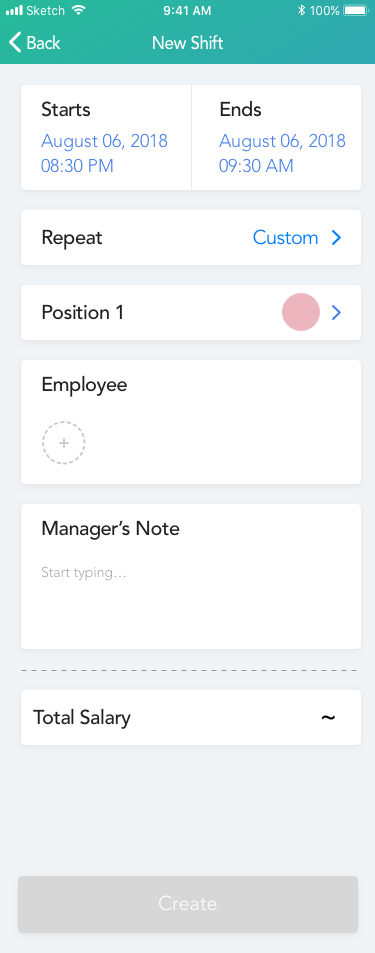 Sketch 9:41 AM 100%
Back New Shift
Starts
August 06, 2018
08:30 PM
Ends
August 06, 2018
09:30 AM
Repeat Custom
Position 1
Employee
+
Manager’s Note
Start typing...
Total Salary ~
Create